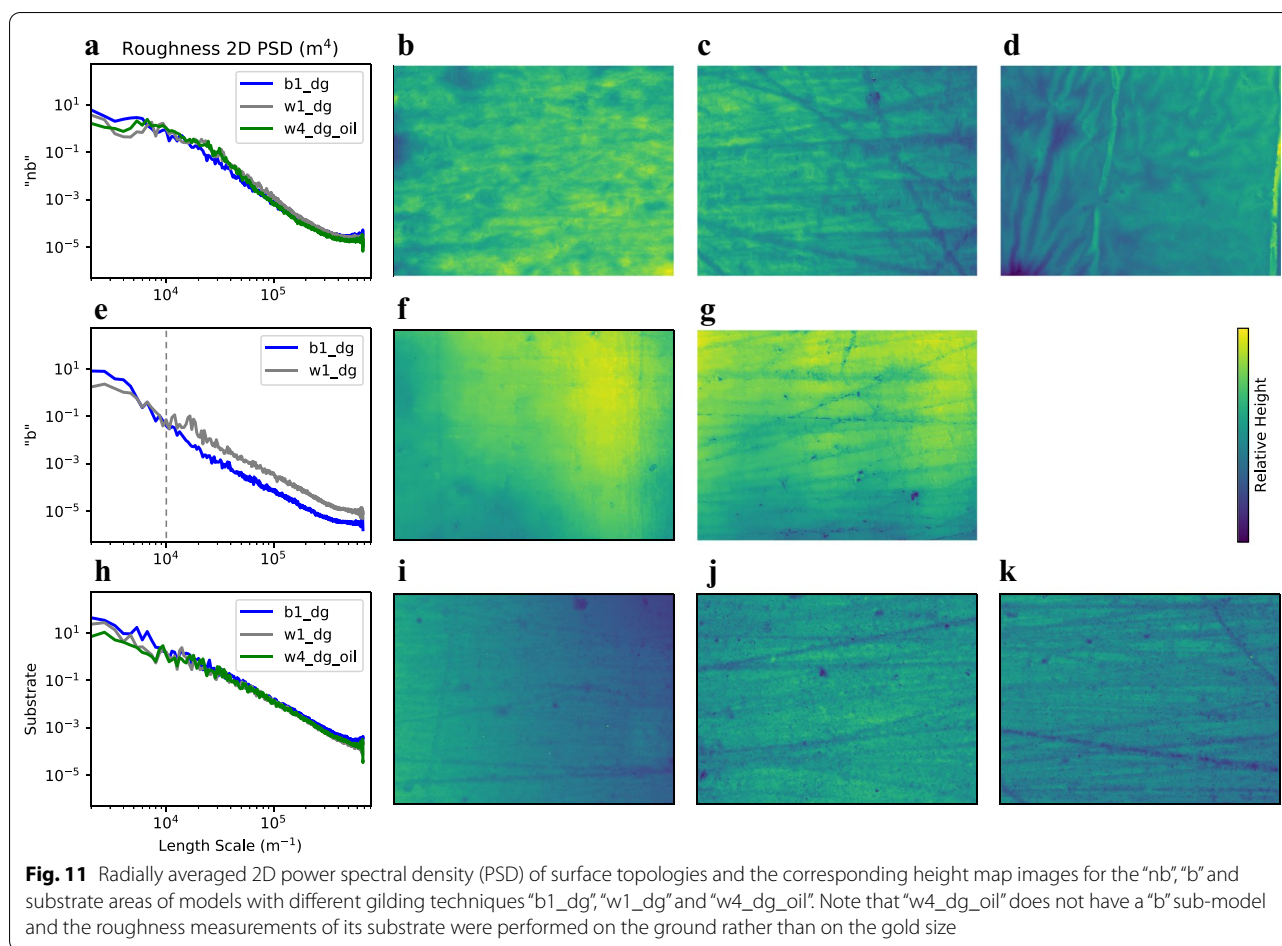 a
Roughness 2D PSD (m⁴)
b
c
d
b1_dg
w1_dg
w4_dg_oil
10¹
10⁻¹
10⁻³
10⁻⁵
"nb"
10⁴
10⁵
e
f
g
b1_dg
w1_dg
10¹
10⁻¹
10⁻³
10⁻⁵
"b"
10⁴
10⁵
Relative Height
h
i
j
k
b1_dg
w1_dg
w4_dg_oil
10¹
10⁻¹
10⁻³
10⁻⁵
Substrate
10⁴
10⁵
Length Scale (m⁻¹)
Fig. 11 Radially averaged 2D power spectral density (PSD) of surface topologies and the corresponding height map images for the “nb”, “b” and
substrate areas of models with different gilding techniques “b1_dg”, “w1_dg” and “w4_dg_oil”. Note that “w4_dg_oil” does not have a “b” sub-model
and the roughness measurements of its substrate were performed on the ground rather than on the gold size